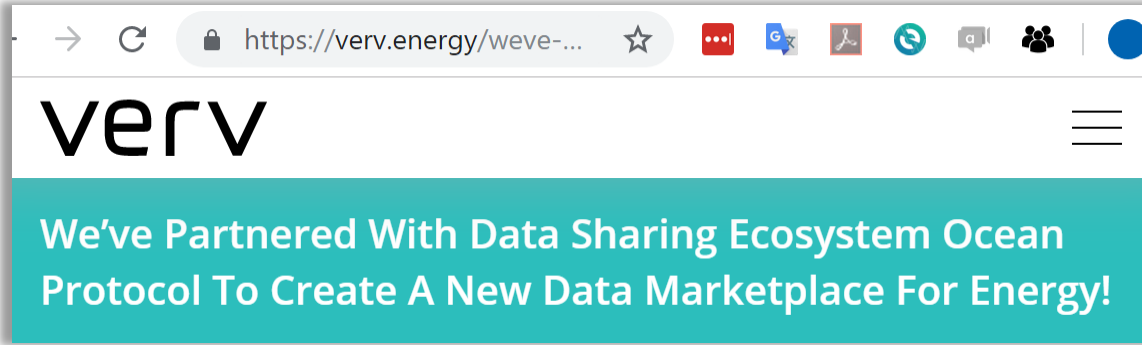 https://verv.energy/weve-...
verv
We’ve Partnered With Data Sharing Ecosystem Ocean
Protocol To Create A New Data Marketplace For Energy!